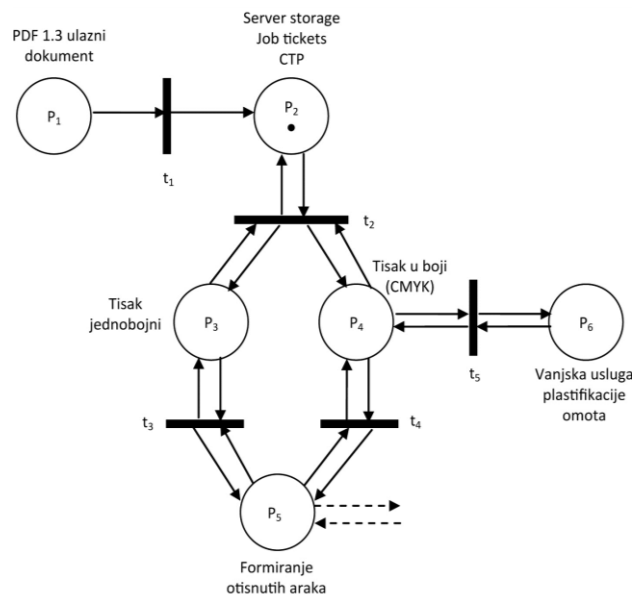 Server storage
Job tickets
CTP
PDF 1.3 ulazni
dokument
P1
P2
t1
t2
Tisak u boji
(CMYK)
Tisak
jednobojni
P3
P4
P6
t5
Vanjska usluga
plastifikacije
omota
t3
t4
P5
Formiranje
otisnutih araka